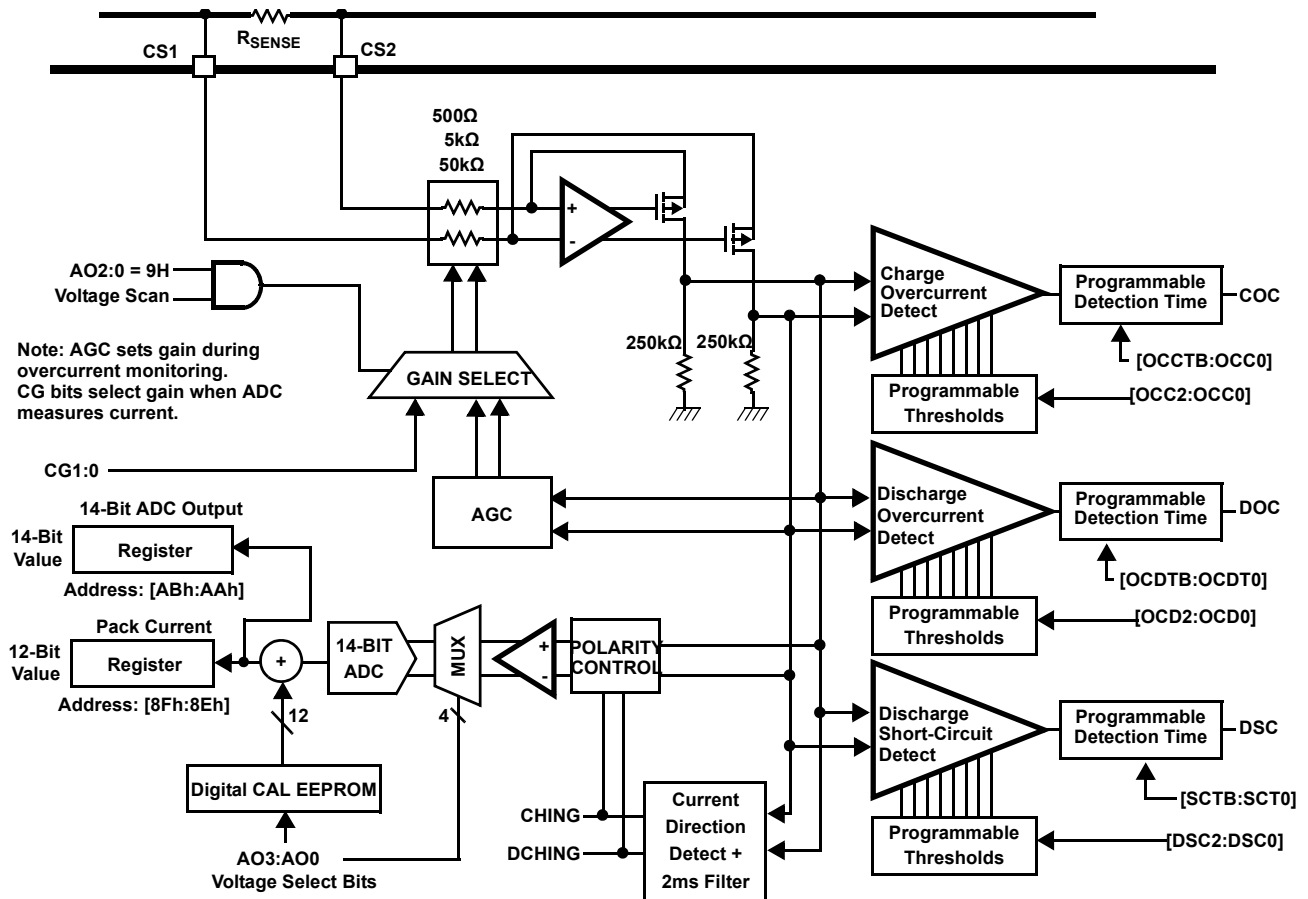 RSENSE
CS1
CS2
500Ω
5kΩ
50kΩ
+
-
AO2:0 = 9H
Voltage Scan
Note: AGC sets gain during
overcurrent monitoring.
CG bits select gain when ADC
measures current.
GAIN SELECT
250kΩ
250kΩ
CG1:0
AGC
Charge
Overcurrent
Detect
Programmable
Detection Time
COC
[OCCTB:OCC0]
Programmable
Thresholds
[OCC2:OCC0]
Discharge
Overcurrent
Detect
Programmable
Detection Time
DOC
[OCDTB:OCDT0]
Programmable
Thresholds
[OCD2:OCD0]
Discharge
Short-Circuit
Detect
Programmable
Detection Time
DSC
[SCTB:SCT0]
Programmable
Thresholds
[DSC2:DSC0]
14-Bit ADC Output
14-Bit
Value
Register
Address: [ABh:AAh]
Pack Current
12-Bit
Value
Register
Address: [8Fh:8Eh]
+
14-BIT
ADC
MUX
+
-
POLARITY
CONTROL
12
4
Digital CAL EEPROM
AO3:AO0
Voltage Select Bits
CHING
DCHING
Current
Direction
Detect +
2ms Filter